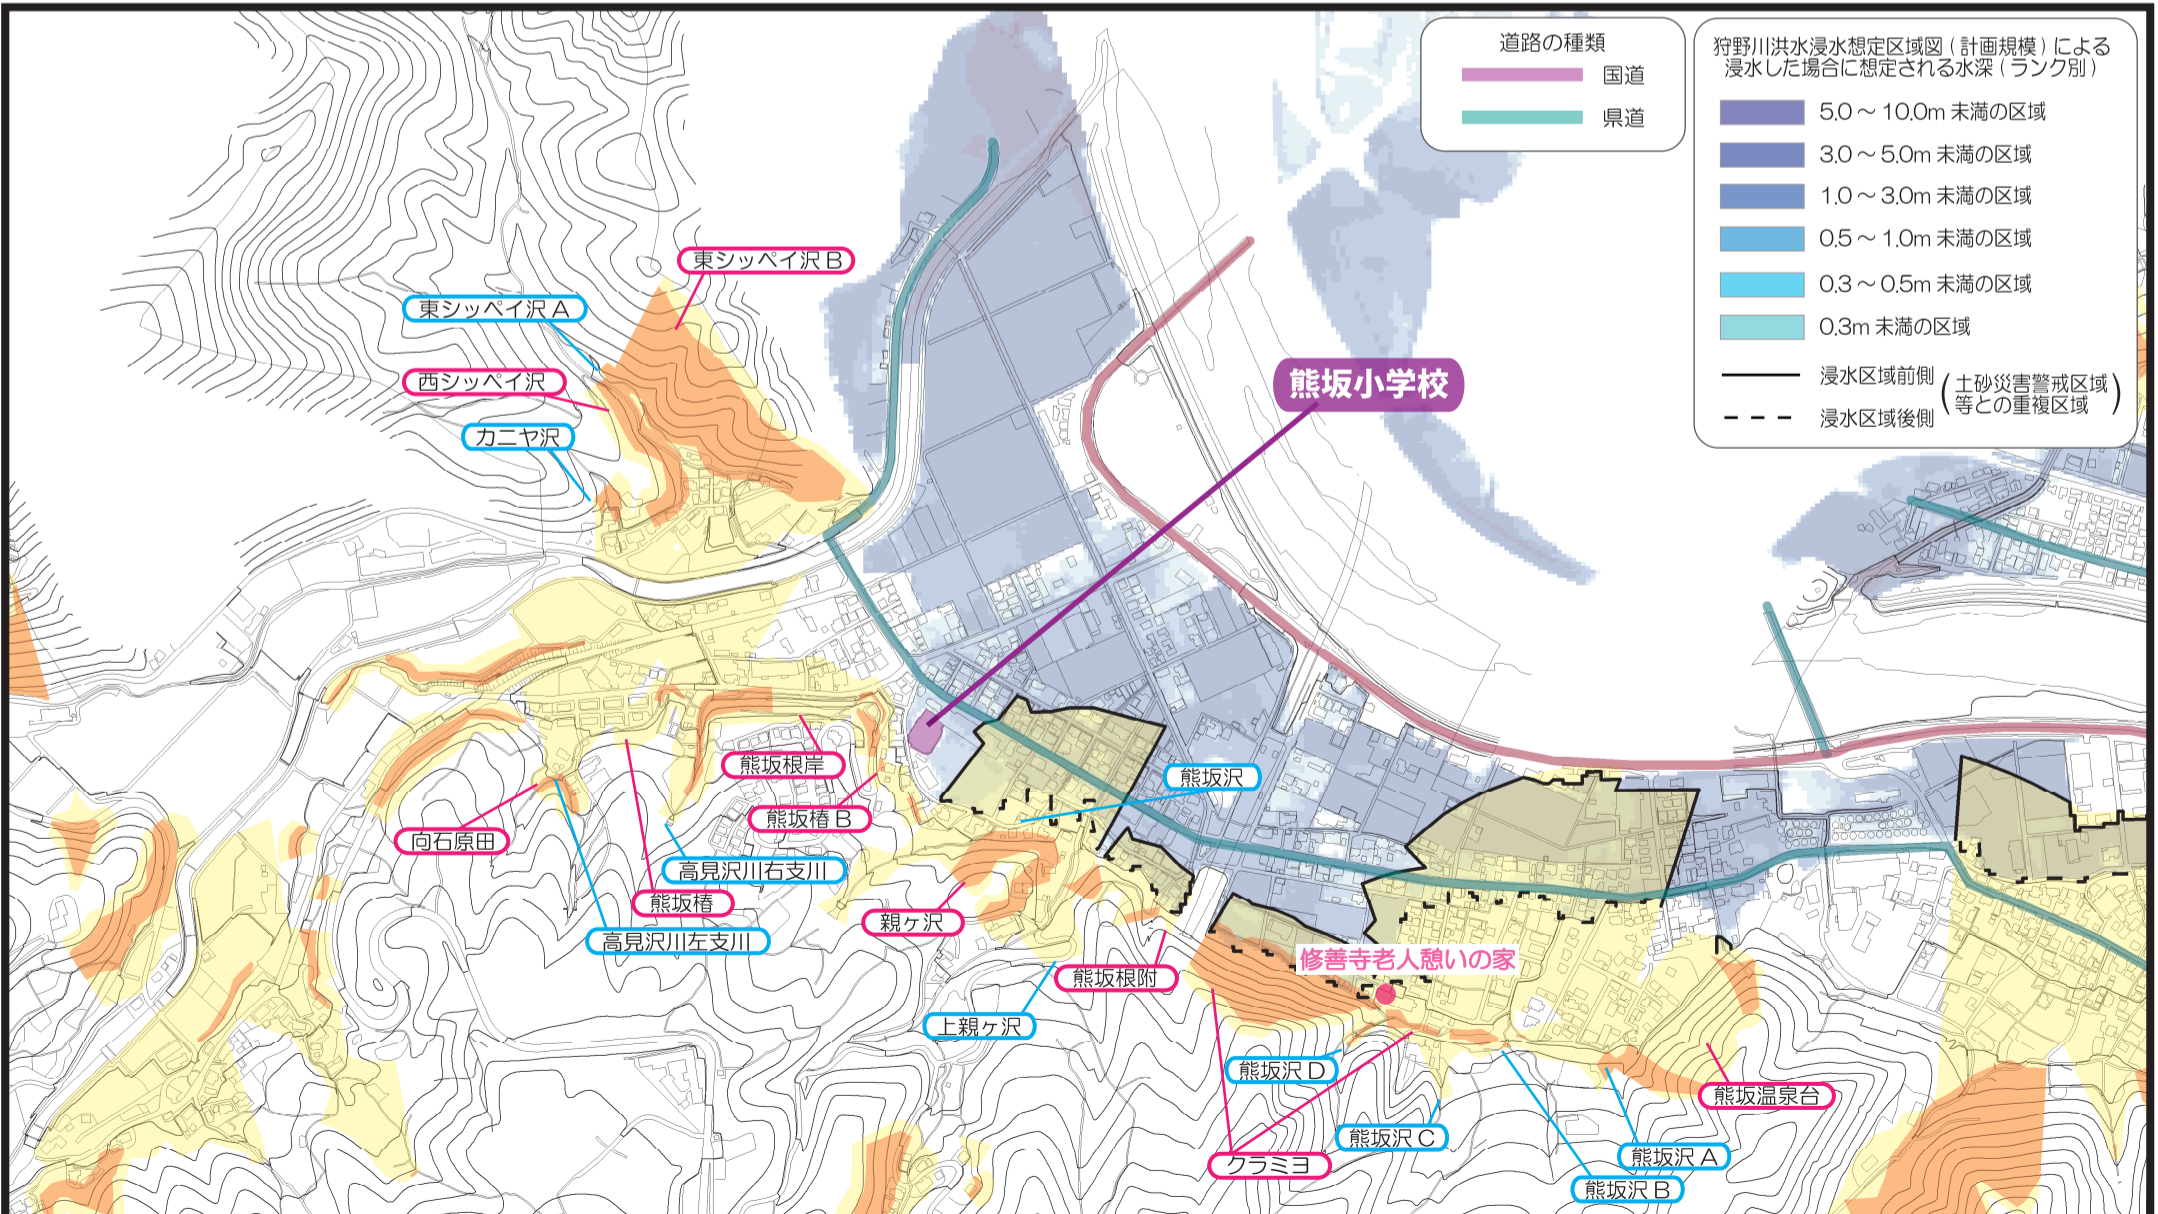 道路の種類
国道
県道
狩野川洪水浸水想定区域図(計画規模)による
浸水した場合に想定される水深(ランク別)
5.0～10.0m 未満の区域
3.0～5.0m 未満の区域
1.0～3.0m 未満の区域
0.5～1.0m 未満の区域
0.3～0.5m 未満の区域
0.3m 未満の区域
浸水区域前側
浸水区域後側
(土砂災害警戒区域
等との重複区域)
東シッペイ沢 B
東シッペイ沢 A
西シッペイ沢
カニヤ沢
熊坂小学校
熊坂根岸
熊坂沢
熊坂椿 B
向石原田
高見沢川右支川
熊坂椿
親ヶ沢
高見沢川左支川
修善寺老人憩いの家
熊坂根附
上親ヶ沢
熊坂沢 D
熊坂温泉台
熊坂沢 C
クラミヨ
熊坂沢 A
熊坂沢 B